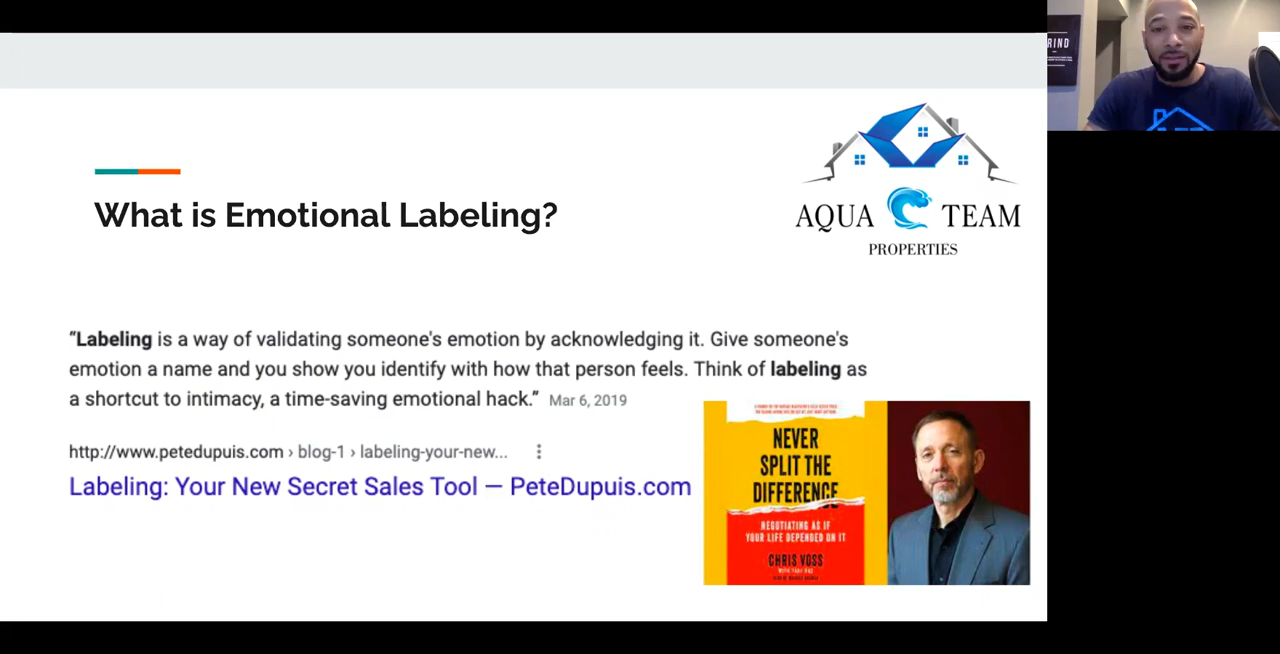 What is Emotional Labeling?
AQUA TEAM
PROPERTIES
"Labeling is a way of validating someone's emotion by acknowledging it. Give someone's
emotion a name and you show you identify with how that person feels. Think of labeling as
a shortcut to intimacy, a time-saving emotional hack." Mar 6, 2019
http://www.petedupuis.com › blog-1 › labeling-your-new...
Labeling: Your New Secret Sales Tool — PeteDupuis.com
NEVER
SPLIT THE
DIFFERENCE
NEGOTIATING AS IF
YOUR LIFE DEPENDED ON IT
CHRIS VOSS
RIND